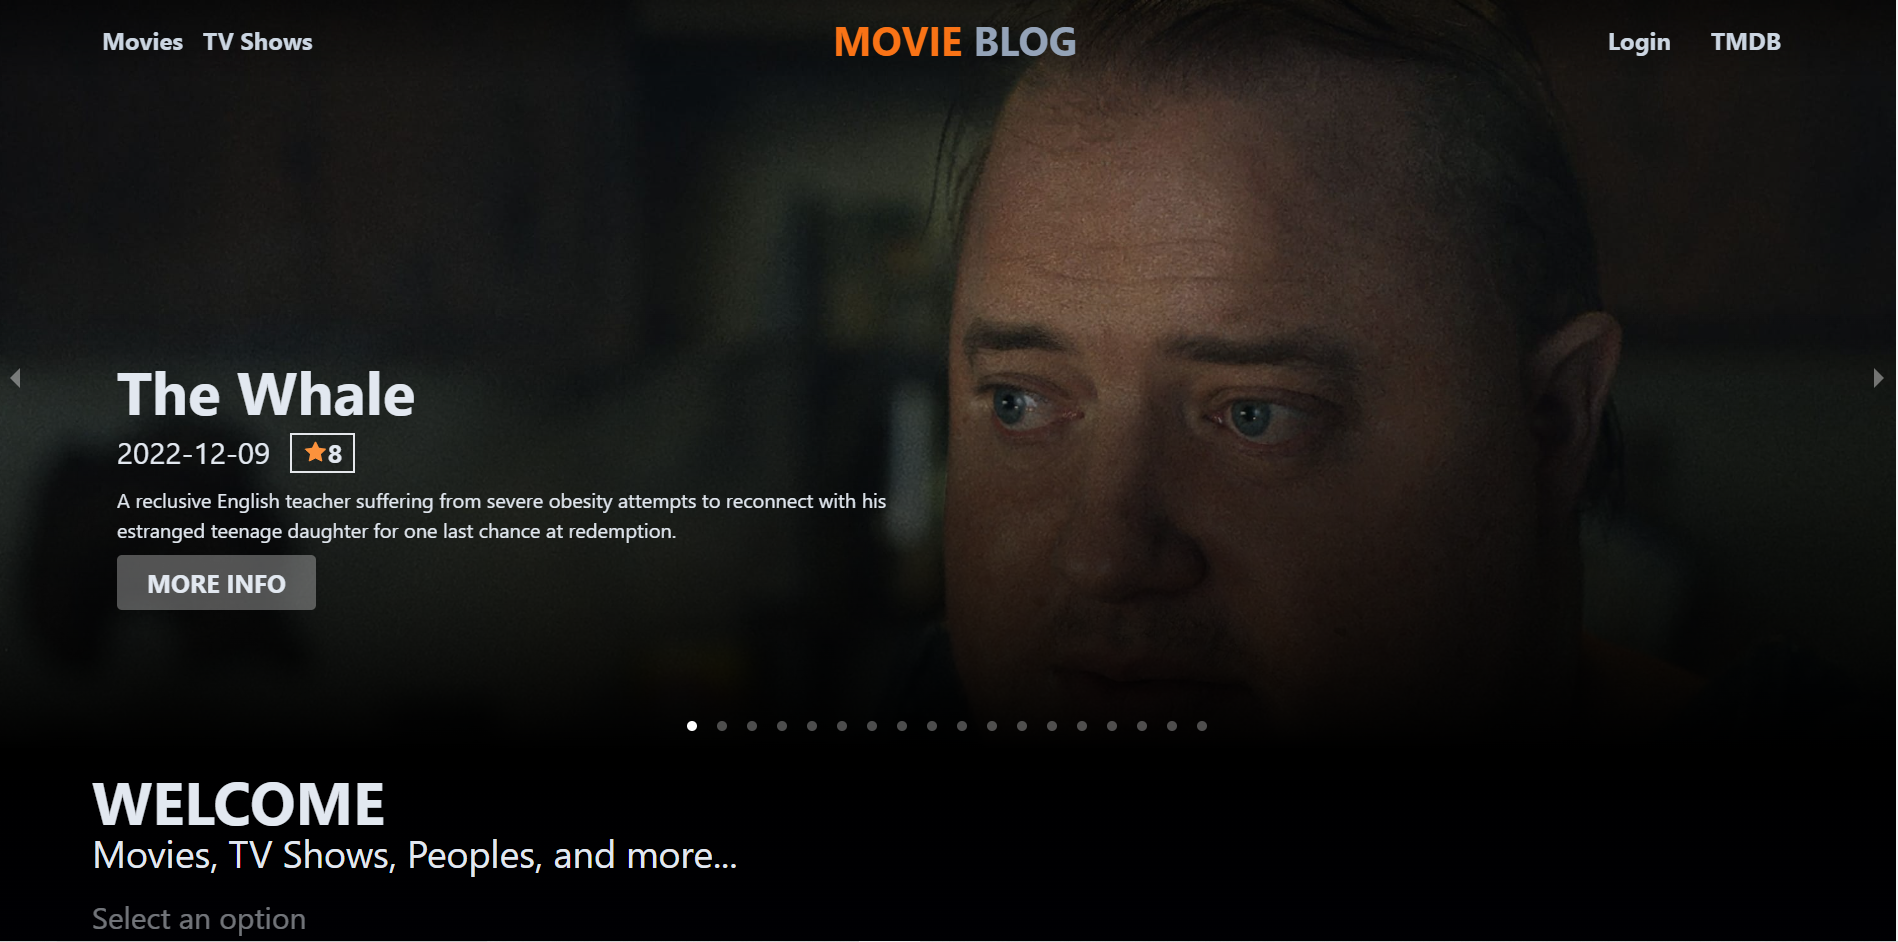 Movies TV Shows MOVIE BLOG Login TMDB
The Whale
2022-12-09 8
A reclusive English teacher suffering from severe obesity attempts to reconnect with his
estranged teenage daughter for one last chance at redemption.
MORE INFO
WELCOME
Movies, TV Shows, Peoples, and more...
Select an option